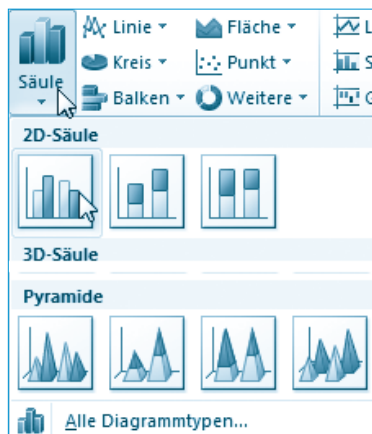 Linie
Fläche
L
Kreis
Punkt
S
Säule
Balken
Weitere
2D-Säule
3D-Säule
Pyramide
Alle Diagrammtypen...